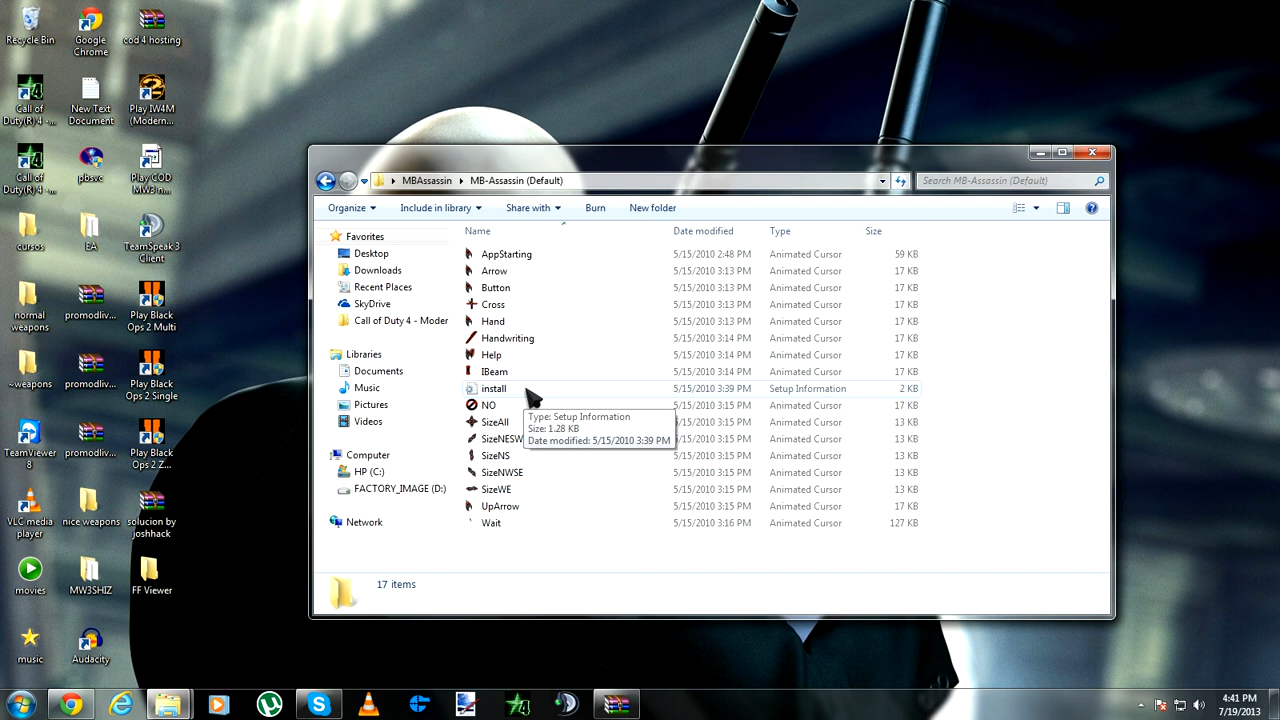 Recycle Bin
Google
Chrome
cod 4 hosting
Call of
Duty(R) 4 -...
New Text
Document
Play IW4M
(Modern...
Call of
Duty(R) 4 -...
pbsvc
Play COD
MW3 n...
cursos
EA
TeamSpeak 3
Client
normal
weapons
promodliv...
Play Black
Ops 2 Multi
~weapons
promodliv...
Play Black
Ops 2 Single
TeamViewer
8
promodliv...
Play Black
Ops 2 Z...
VLC media
player
nice weapons
solucion by
joshhack
movies
MW3SHIZ
FF Viewer
music
Audacity
MBAssassin
MB-Assassin (Default)
Search MB-Assassin (Default)
Organize
Include in library
Share with
Burn
New folder
Favorites
Desktop
Downloads
Recent Places
SkyDrive
Call of Duty 4 - Moder
Libraries
Documents
Music
Pictures
Videos
Computer
HP (C:)
FACTORY_IMAGE (D:)
Network
Name Date modified Type Size
AppStarting 5/15/2010 2:48 PM Animated Cursor 59 KB
Arrow 5/15/2010 3:13 PM Animated Cursor 17 KB
Button 5/15/2010 3:13 PM Animated Cursor 17 KB
Cross 5/15/2010 3:13 PM Animated Cursor 17 KB
Hand 5/15/2010 3:13 PM Animated Cursor 17 KB
Handwriting 5/15/2010 3:14 PM Animated Cursor 17 KB
Help 5/15/2010 3:14 PM Animated Cursor 17 KB
IBeam 5/15/2010 3:14 PM Animated Cursor 17 KB
install 5/15/2010 3:39 PM Setup Information 2 KB
NO 5/15/2010 3:15 PM Animated Cursor 17 KB
SizeAll 5/15/2010 3:15 PM Animated Cursor 13 KB
SizeNESW 5/15/2010 3:15 PM Animated Cursor 13 KB
SizeNS 5/15/2010 3:15 PM Animated Cursor 13 KB
SizeNWSE 5/15/2010 3:15 PM Animated Cursor 13 KB
SizeWE 5/15/2010 3:15 PM Animated Cursor 13 KB
UpArrow 5/15/2010 3:15 PM Animated Cursor 17 KB
Wait 5/15/2010 3:16 PM Animated Cursor 127 KB
Type: Setup Information
Size: 1.28 KB
Date modified: 5/15/2010 3:39 PM
17 items
4:41 PM
7/19/2013